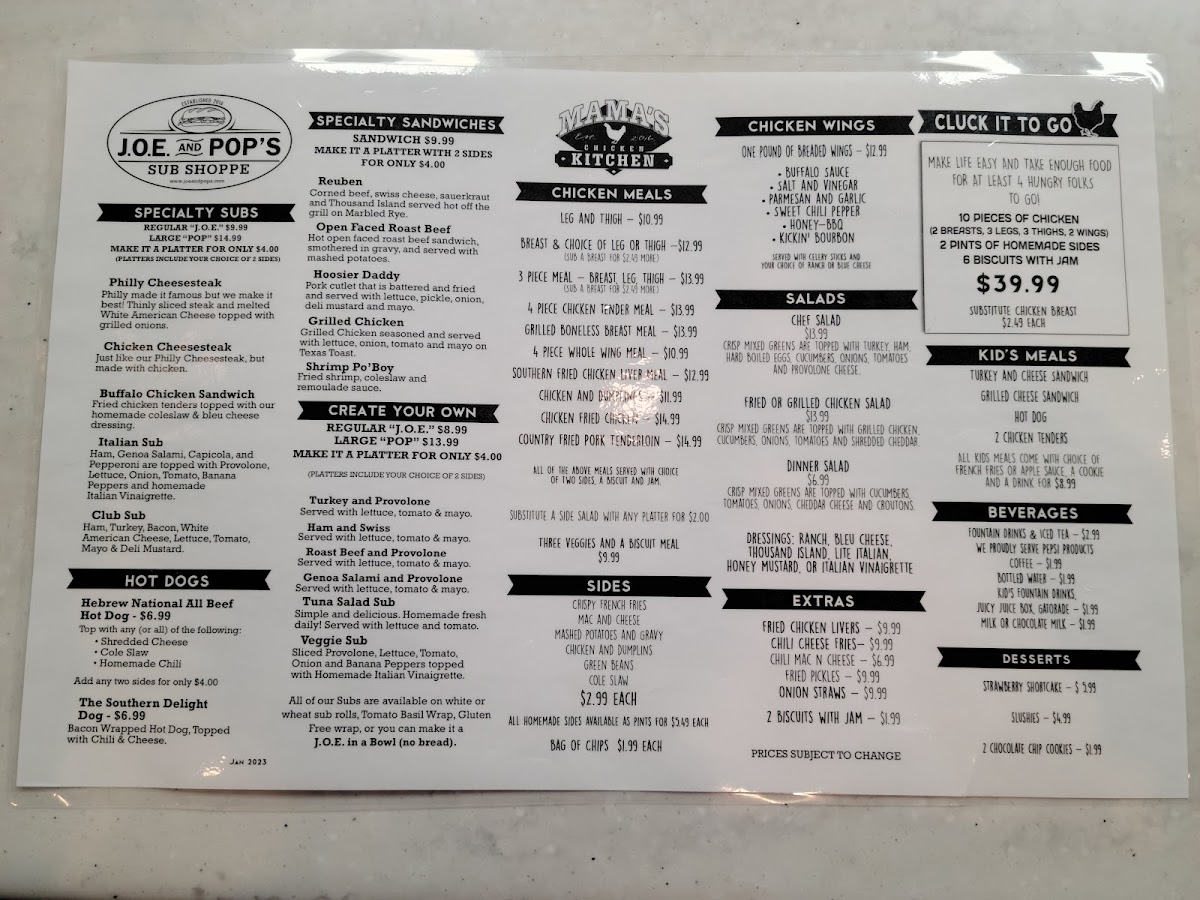 ESTABLISHED 2016
J.O.E. AND POP'S
SUB SHOPPE
www.joeandpops.com
SPECIALTY SUBS
REGULAR "J.O.E." $9.99
LARGE "POP" $14.99
MAKE IT A PLATTER FOR ONLY $4.00
(PLATTERS INCLUDE YOUR CHOICE OF 2 SIDES)
Philly Cheesesteak
Philly made it famous but we make it
best! Thinly sliced steak and melted
White American Cheese topped with
grilled onions.
Chicken Cheesesteak
Just like our Philly Cheesesteak, but
made with chicken.
Buffalo Chicken Sandwich
Fried chicken tenders topped with our
homemade coleslaw & bleu cheese
dressing.
Italian Sub
Ham, Genoa Salami, Capicola, and
Pepperoni are topped with Provolone,
Lettuce, Onion, Tomato, Banana
Peppers and homemade
Italian Vinaigrette.
Club Sub
Ham, Turkey, Bacon, White
American Cheese, Lettuce, Tomato,
Mayo & Deli Mustard.
HOT DOGS
Hebrew National All Beef
Hot Dog - $6.99
Top with any (or all) of the following:
• Shredded Cheese
• Cole Slaw
• Homemade Chili
Add any two sides for only $4.00
The Southern Delight
Dog - $6.99
Bacon Wrapped Hot Dog, Topped
with Chili & Cheese.
JAN 2023
SPECIALTY SANDWICHES
SANDWICH $9.99
MAKE IT A PLATTER WITH 2 SIDES
FOR ONLY $4.00
Reuben
Corned beef, swiss cheese, sauerkraut
and Thousand Island served hot off the
grill on Marbled Rye.
Open Faced Roast Beef
Hot open faced roast beef sandwich,
smothered in gravy, and served with
mashed potatoes.
Hoosier Daddy
Pork cutlet that is battered and fried
and served with lettuce, pickle, onion,
deli mustard and mayo.
Grilled Chicken
Grilled Chicken seasoned and served
with lettuce, onion, tomato and mayo on
Texas Toast.
Shrimp Po'Boy
Fried shrimp, coleslaw and
remoulade sauce.
CREATE YOUR OWN
REGULAR "J.O.E." $8.99
LARGE "POP" $13.99
MAKE IT A PLATTER FOR ONLY $4.00
(PLATTERS INCLUDE YOUR CHOICE OF 2 SIDES)
Turkey and Provolone
Served with lettuce, tomato & mayo.
Ham and Swiss
Served with lettuce, tomato & mayo.
Roast Beef and Provolone
Served with lettuce, tomato & mayo.
Genoa Salami and Provolone
Served with lettuce, tomato & mayo.
Tuna Salad Sub
Simple and delicious. Homemade fresh
daily! Served with lettuce and tomato.
Veggie Sub
Sliced Provolone, Lettuce, Tomato,
Onion and Banana Peppers topped
with Homemade Italian Vinaigrette.
All of our Subs are available on white or
wheat sub rolls, Tomato Basil Wrap, Gluten
Free wrap, or you can make it a
J.O.E. in a Bowl (no bread).
MAMA'S
Est. 2016
CHICKEN
KITCHEN
CHICKEN MEALS
LEG AND THIGH – $10.99
BREAST & CHOICE OF LEG OR THIGH –$12.99
(SUB A BREAST FOR $2.49 MORE)
3 PIECE MEAL – BREAST, LEG, THIGH – $13.99
(SUB A BREAST FOR $2.49 MORE)
4 PIECE CHICKEN TENDER MEAL – $13.99
GRILLED BONELESS BREAST MEAL – $13.99
4 PIECE WHOLE WING MEAL – $10.99
SOUTHERN FRIED CHICKEN LIVER MEAL – $12.99
CHICKEN AND DUMPLINGS – $11.99
CHICKEN FRIED CHICKEN – $14.99
COUNTRY FRIED PORK TENDERLOIN – $14.99
ALL OF THE ABOVE MEALS SERVED WITH CHOICE
OF TWO SIDES, A BISCUIT AND JAM.
SUBSTITUTE A SIDE SALAD WITH ANY PLATTER FOR $2.00
THREE VEGGIES AND A BISCUIT MEAL
$9.99
SIDES
CRISPY FRENCH FRIES
MAC AND CHEESE
MASHED POTATOES AND GRAVY
CHICKEN AND DUMPLINS
GREEN BEANS
COLE SLAW
$2.99 EACH
ALL HOMEMADE SIDES AVAILABLE AS PINTS FOR $5.49 EACH
BAG OF CHIPS $1.99 EACH
CHICKEN WINGS
ONE POUND OF BREADED WINGS – $12.99
• BUFFALO SAUCE
• SALT AND VINEGAR
• PARMESAN AND GARLIC
• SWEET CHILI PEPPER
• HONEY-BBQ
• KICKIN' BOURBON
SERVED WITH CELERY STICKS AND
YOUR CHOICE OF RANCH OR BLUE CHEESE
SALADS
CHEF SALAD
$13.99
CRISP MIXED GREENS ARE TOPPED WITH TURKEY, HAM,
HARD BOILED EGGS, CUCUMBERS, ONIONS, TOMATOES
AND PROVOLONE CHEESE.
FRIED OR GRILLED CHICKEN SALAD
$13.99
CRISP MIXED GREENS ARE TOPPED WITH GRILLED CHICKEN,
CUCUMBERS, ONIONS, TOMATOES AND SHREDDED CHEDDAR.
DINNER SALAD
$6.99
CRISP MIXED GREENS ARE TOPPED WITH CUCUMBERS,
TOMATOES, ONIONS, CHEDDAR CHEESE AND CROUTONS.
DRESSINGS: RANCH, BLEU CHEESE,
THOUSAND ISLAND, LITE ITALIAN,
HONEY MUSTARD, OR ITALIAN VINAIGRETTE
EXTRAS
FRIED CHICKEN LIVERS – $9.99
CHILI CHEESE FRIES– $9.99
CHILI MAC N CHEESE – $6.99
FRIED PICKLES – $9.99
ONION STRAWS – $9.99
2 BISCUITS WITH JAM – $1.99
PRICES SUBJECT TO CHANGE
CLUCK IT TO GO
MAKE LIFE EASY AND TAKE ENOUGH FOOD
FOR AT LEAST 4 HUNGRY FOLKS
TO GO!
10 PIECES OF CHICKEN
(2 BREASTS, 3 LEGS, 3 THIGHS, 2 WINGS)
2 PINTS OF HOMEMADE SIDES
6 BISCUITS WITH JAM
$39.99
SUBSTITUTE CHICKEN BREAST
$2.49 EACH
KID'S MEALS
TURKEY AND CHEESE SANDWICH
GRILLED CHEESE SANDWICH
HOT DOG
2 CHICKEN TENDERS
ALL KIDS MEALS COME WITH CHOICE OF
FRENCH FRIES OR APPLE SAUCE, A COOKIE
AND A DRINK FOR $8.99
BEVERAGES
FOUNTAIN DRINKS & ICED TEA – $2.99
WE PROUDLY SERVE PEPSI PRODUCTS
COFFEE – $1.99
BOTTLED WATER – $1.99
KID'S FOUNTAIN DRINKS,
JUICY JUICE BOX, GATORADE – $1.99
MILK OR CHOCOLATE MILK – $1.99
DESSERTS
STRAWBERRY SHORTCAKE – $ 5.99
SLUSHIES – $4.99
2 CHOCOLATE CHIP COOKIES – $1.99